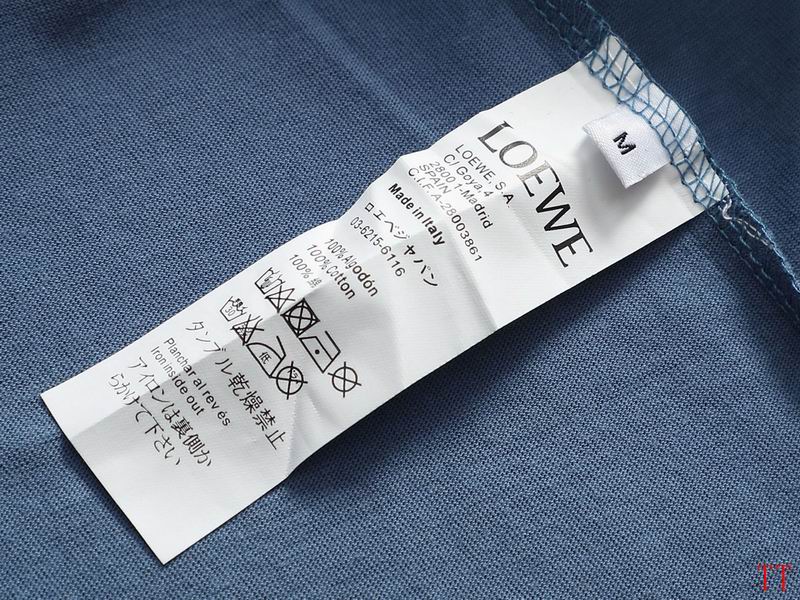 M
LOEWE
LOEWE, S.A
C/ Goya,4
28001-Madrid
SPAIN
C.I.F.A-28003861
Made in Italy
ロエベジャパン
03-6215-6116
100% Algodón
100% Cotton
100% 綿
タンブル乾燥禁止
Planchar al revés
Iron inside out
アイロンは裏側か
らかけて下さい
TT